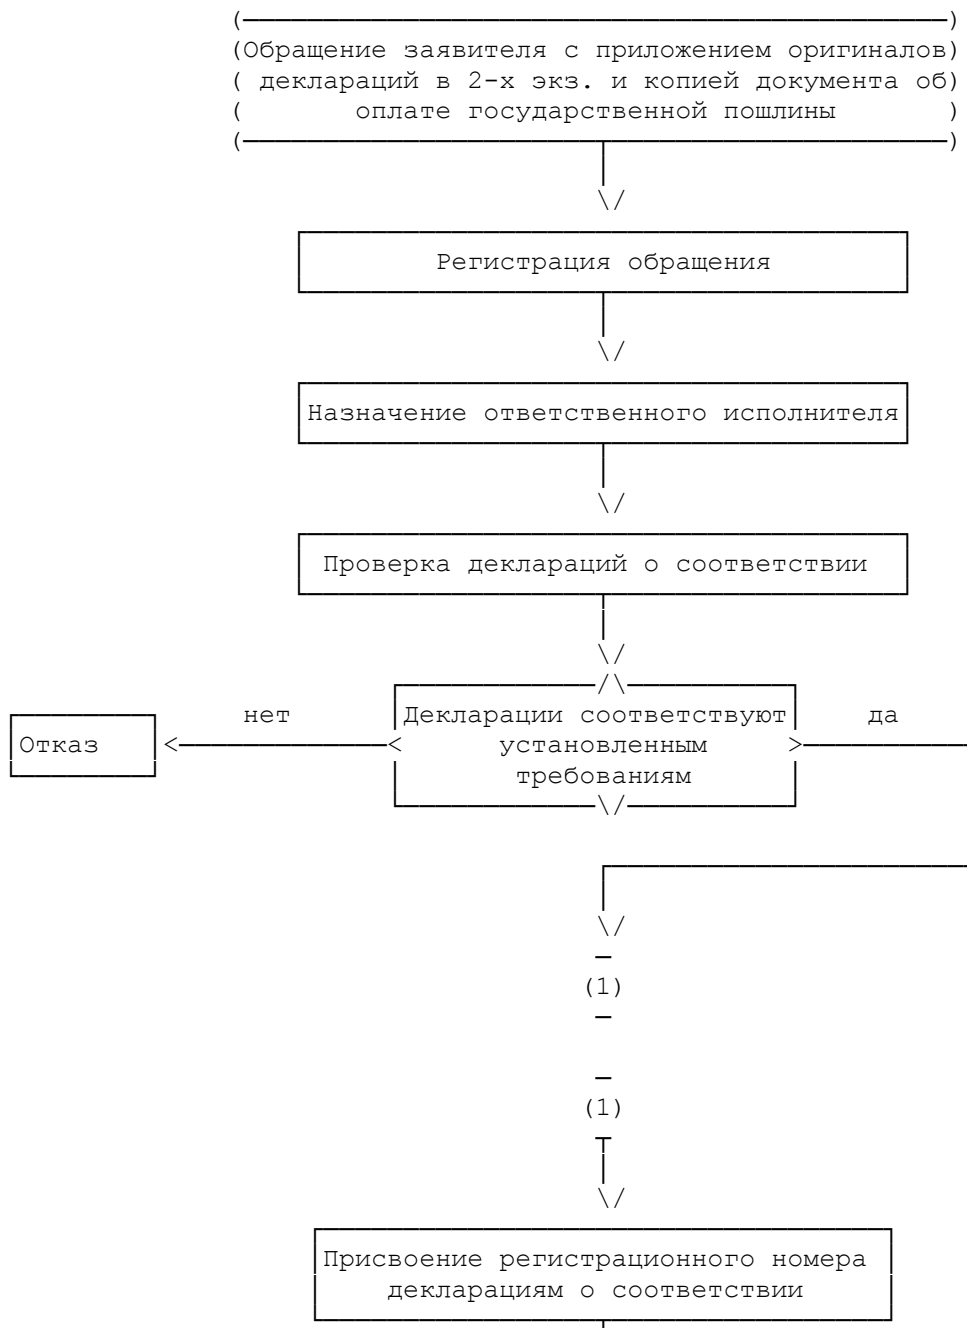 Обращение заявителя с приложением оригиналов
деклараций в 2-х экз. и копией документа об
оплате государственной пошлины
Регистрация обращения
Назначение ответственного исполнителя
Проверка деклараций о соответствии
нет
Декларации соответствуют
да
Отказ
установленным
требованиям
(1)
(1)
Присвоение регистрационного номера
декларациям о соответствии